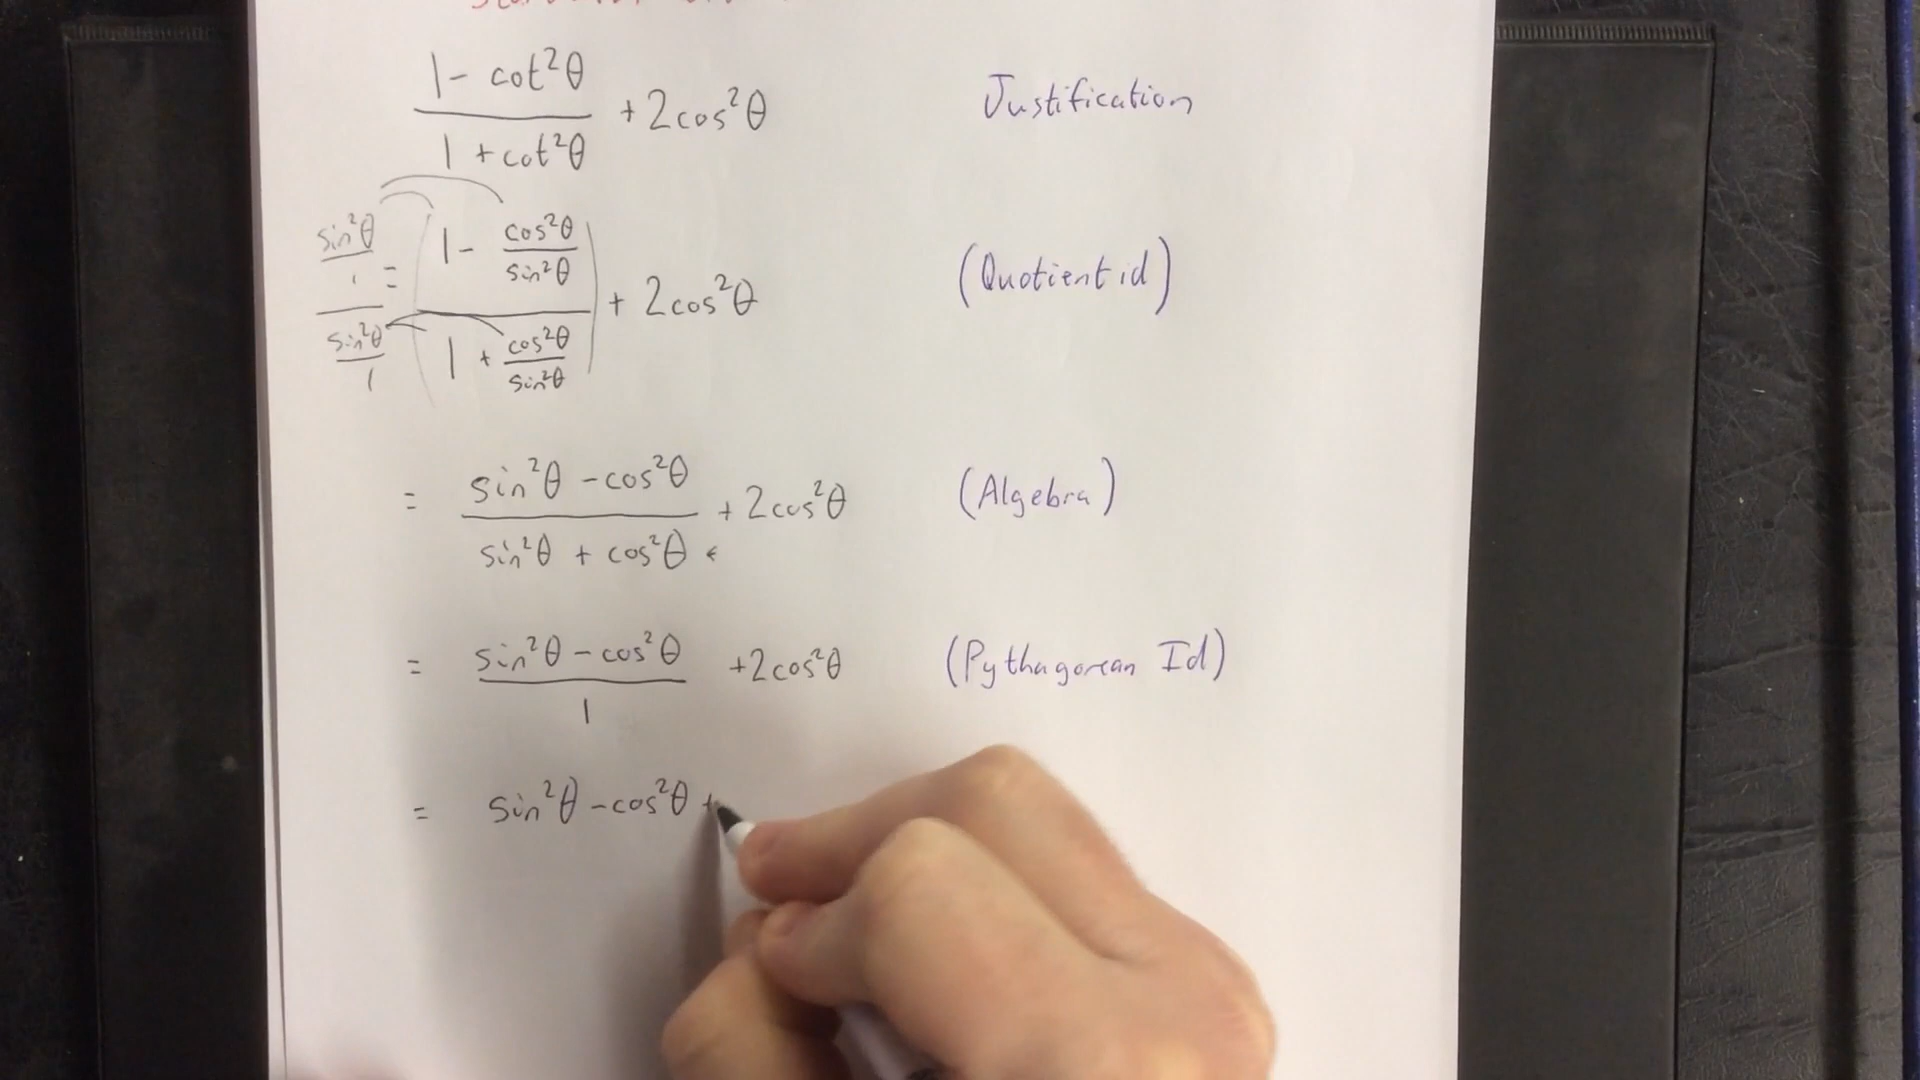 1 - cot²θ / 1 + cot²θ + 2cos²θ Justification
sin²θ/1 / sin²θ/1 = (1 - cos²θ/sin²θ / 1 + cos²θ/sin²θ) + 2cos²θ (Quotient id)
= sin²θ - cos²θ / sin²θ + cos²θ + 2cos²θ (Algebra)
= sin²θ - cos²θ / 1 + 2cos²θ (Pythagorean Id)
= sin²θ - cos²θ +